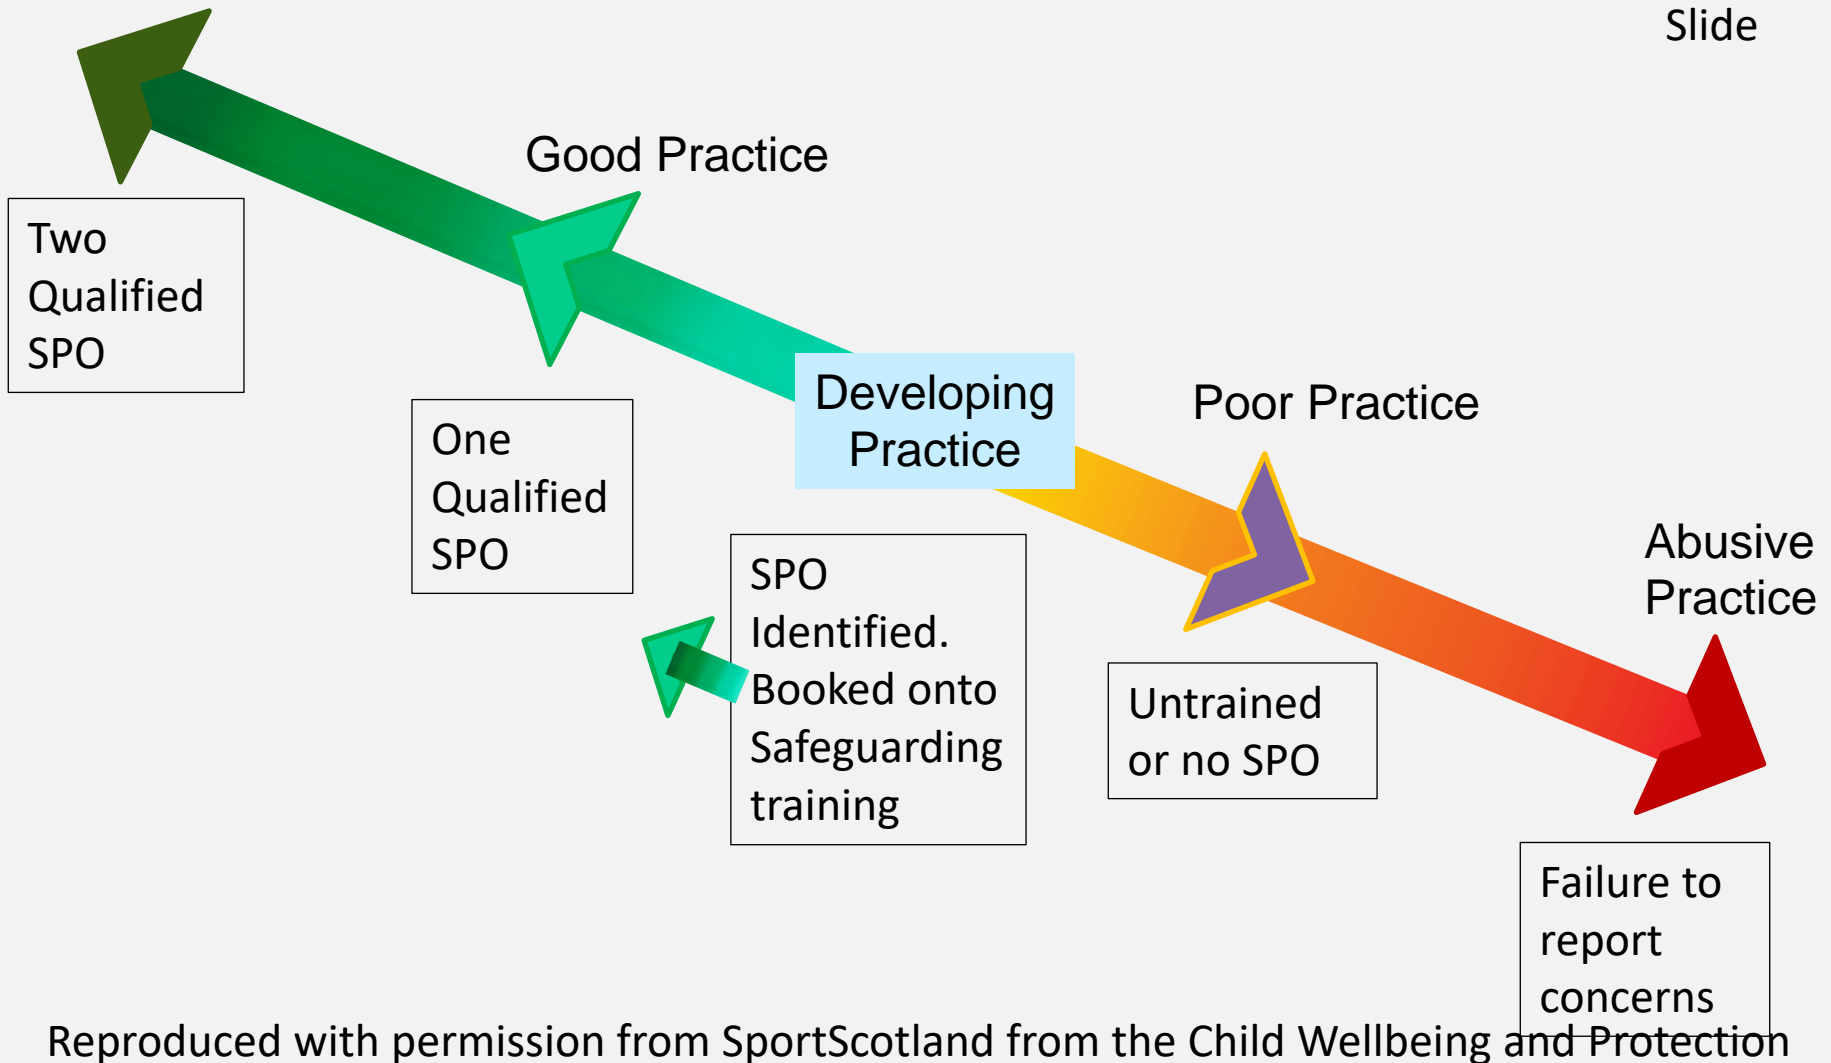 Slide
Good Practice
Two
Qualified
SPO
One
Qualified
SPO
Developing
Practice
Poor Practice
SPO
Identified.
Booked onto
Safeguarding
training
Untrained
or no SPO
Abusive
Practice
Failure to
report
concerns
Reproduced with permission from SportScotland from the Child Wellbeing and Protection